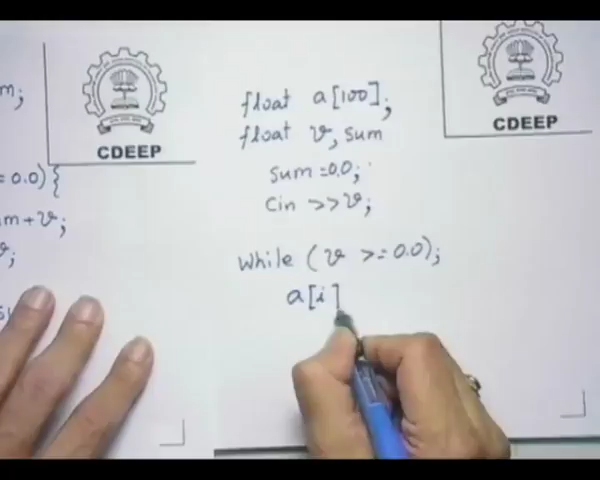 m;
= 0.0) {
m + v;
v;
CDEEP
float a[100];
float v, sum
sum = 0.0;
cin >> v;
while (v >= 0.0);
a[i]
CDEEP